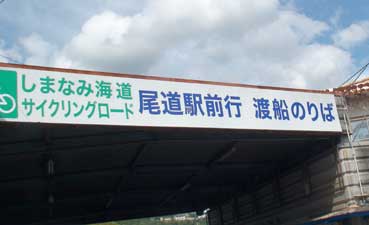 しまなみ海道
サイクリングロード
尾道駅前行 渡船のりば